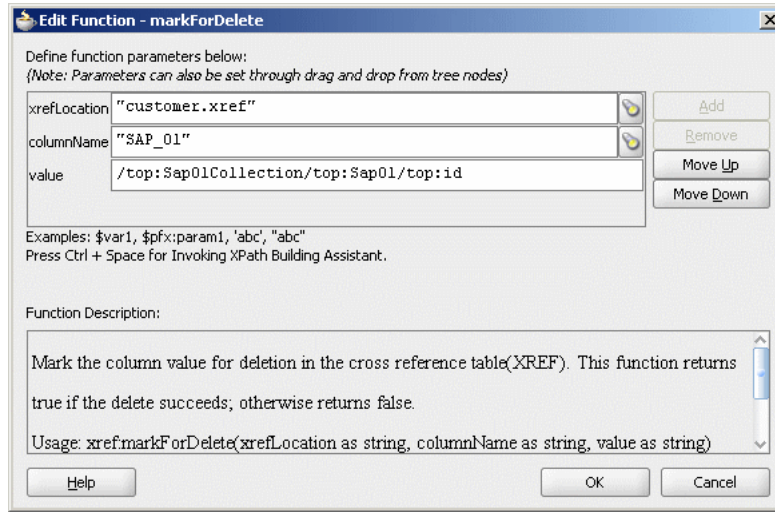 Edit Function - markForDelete
Define function parameters below:
(Note: Parameters can also be set through drag and drop from tree nodes)
xrefLocation "customer.xref"
columnName "SAP_01"
value /top:Sap01Collection/top:Sap01/top:id
Add
Remove
Move Up
Move Down
Examples: $var1, $pfx:param1, 'abc', "abc"
Press Ctrl + Space for Invoking XPath Building Assistant.
Function Description:
Mark the column value for deletion in the cross reference table(XREF). This function returns
true if the delete succeeds; otherwise returns false.
Usage: xref:markForDelete(xrefLocation as string, columnName as string, value as string)
Help OK Cancel